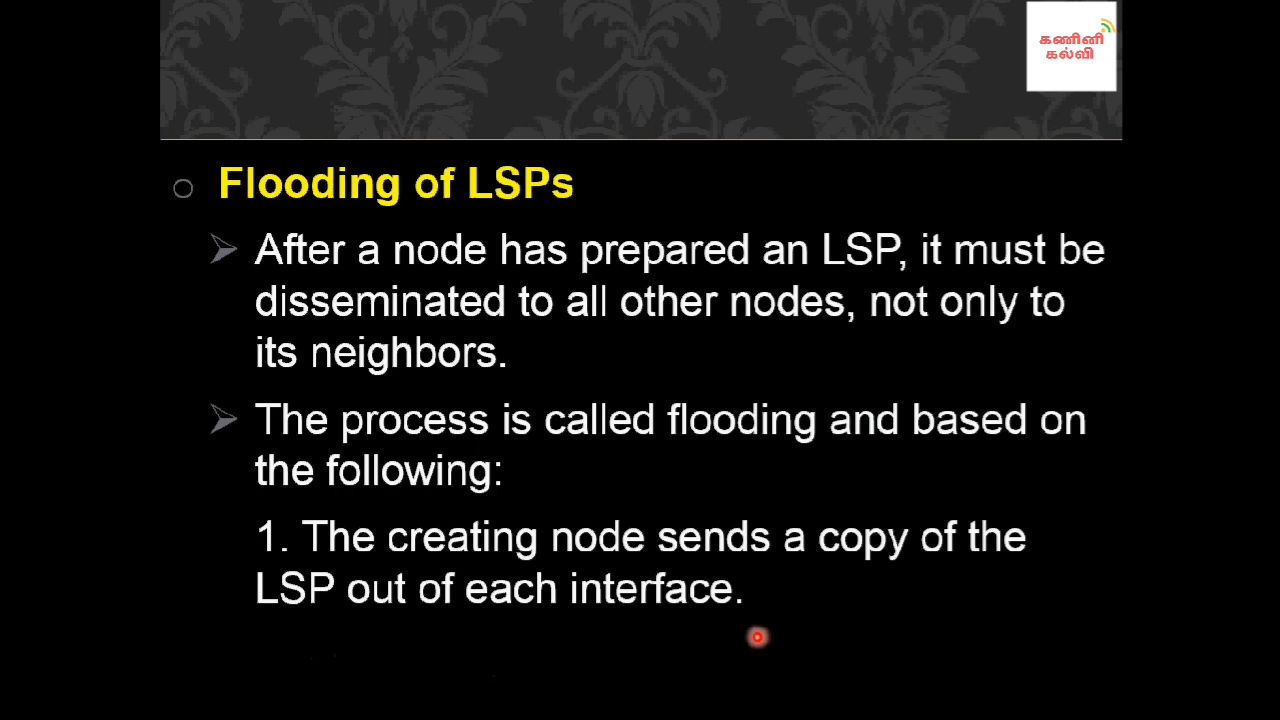 கணினி
கல்வி
Flooding of LSPs
After a node has prepared an LSP, it must be
disseminated to all other nodes, not only to
its neighbors.
The process is called flooding and based on
the following:
1. The creating node sends a copy of the
LSP out of each interface.